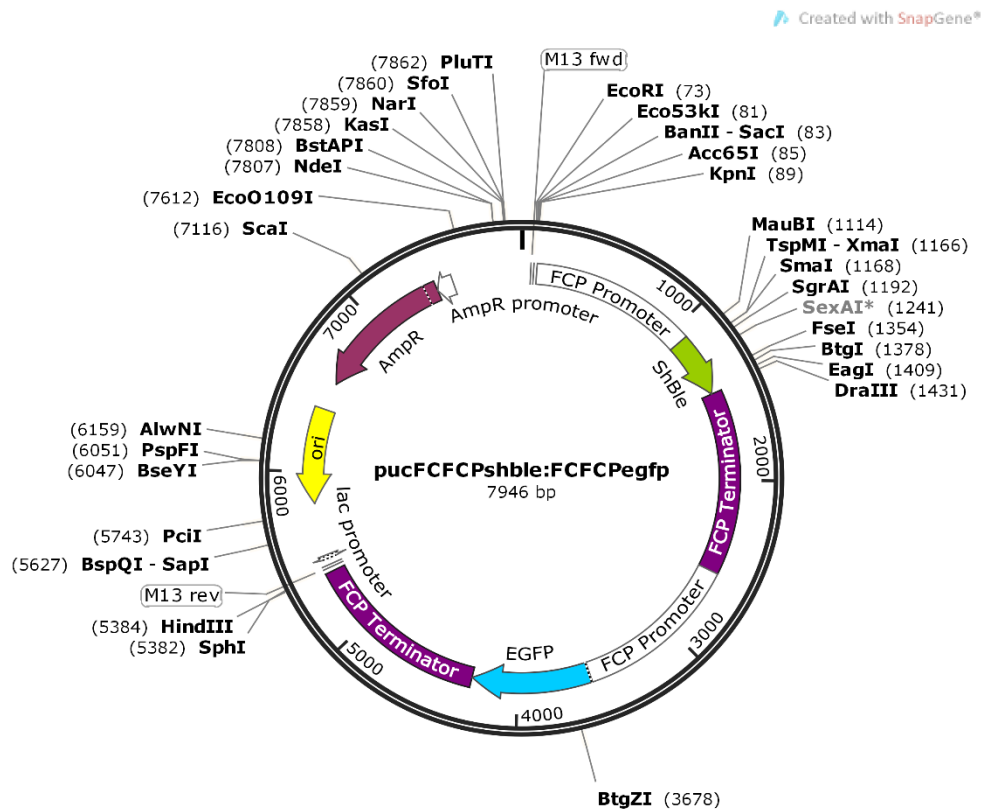 Created with SnapGene®
(7862) PluTI
(7860) SfoI
(7859) NarI
(7858) KasI
(7808) BstAPI
(7807) NdeI
(7612) EcoO109I
(7116) ScaI
M13 fwd
EcoRI (73)
Eco53kI (81)
BanII - SacI (83)
Acc65I (85)
KpnI (89)
MauBI (1114)
TspMI - XmaI (1166)
SmaI (1168)
SgrAI (1192)
SexAI* (1241)
FseI (1354)
BtgI (1378)
EagI (1409)
DraIII (1431)
FCP Promoter
1000
ShBle
AmpR promoter
AmpR
7000
ori
6000
2000
FCP Terminator
pucFCFCPshble:FCFCPegfp
7946 bp
(6159) AlwNI
(6051) PspFI
(6047) BseYI
(5743) PciI
(5627) BspQI - SapI
M13 rev
(5384) HindIII
(5382) SphI
lac promoter
FCP Terminator
5000
EGFP
FCP Promoter
3000
4000
BtgZI (3678)